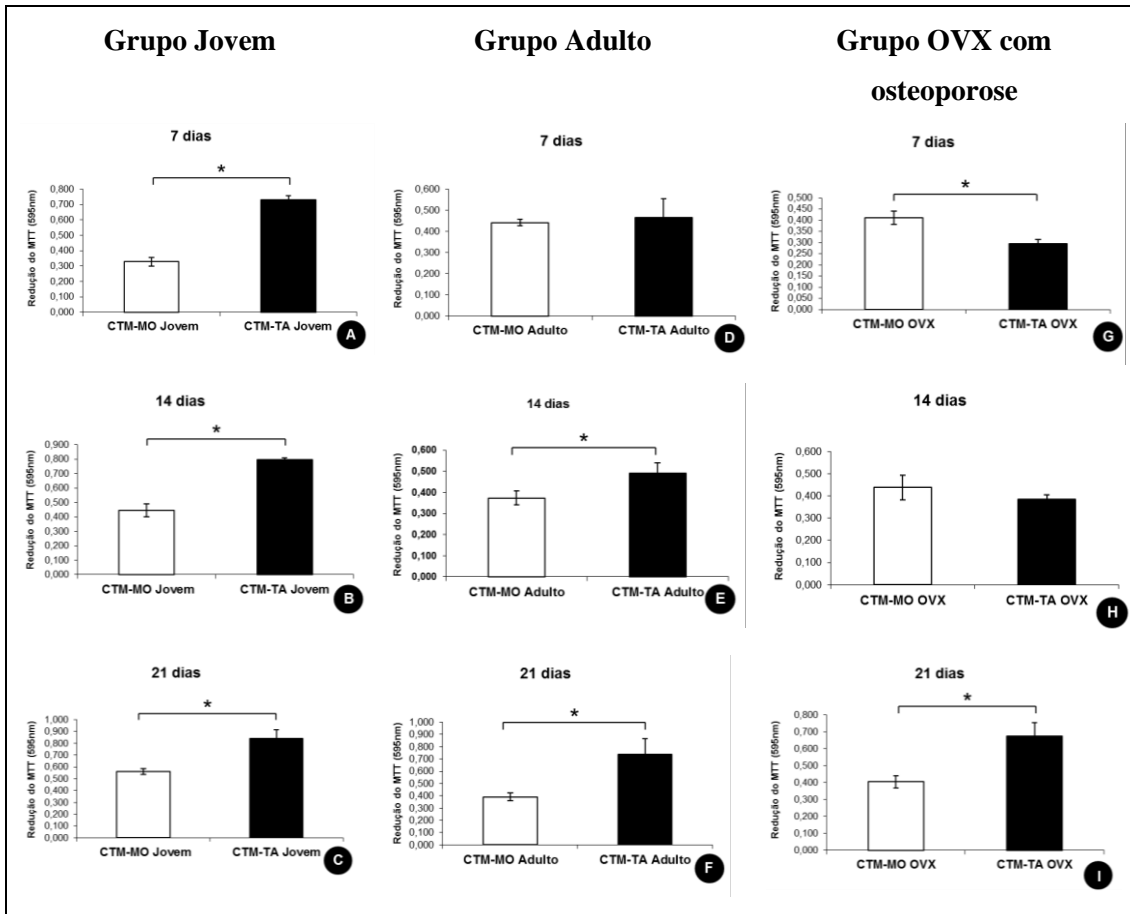 Grupo Jovem
Grupo Adulto
Grupo OVX com
osteoporose
7 dias
*
Redução do MTT (595nm)
0,800
0,700
0,600
0,500
0,400
0,300
0,200
0,100
0,000
CTM-MO Jovem
CTM-TA Jovem
A
7 dias
Redução do MTT (595nm)
0,600
0,500
0,400
0,300
0,200
0,100
0,000
CTM-MO Adulto
CTM-TA Adulto
D
7 dias
*
Redução do MTT (595nm)
0,500
0,450
0,400
0,350
0,300
0,250
0,200
0,150
0,100
0,050
0,000
CTM-MO OVX
CTM-TA OVX
G
14 dias
*
Redução do MTT (595nm)
0,900
0,800
0,700
0,600
0,500
0,400
0,300
0,200
0,100
0,000
CTM-MO Jovem
CTM-TA Jovem
B
14 dias
*
Redução do MTT (595nm)
0,600
0,500
0,400
0,300
0,200
0,100
0,000
CTM-MO Adulto
CTM-TA Adulto
E
14 dias
Redução do MTT (595nm)
0,600
0,500
0,400
0,300
0,200
0,100
0,000
CTM-MO OVX
CTM-TA OVX
H
21 dias
*
Redução do MTT (595nm)
1,000
0,900
0,800
0,700
0,600
0,500
0,400
0,300
0,200
0,100
0,000
CTM-MO Jovem
CTM-TA Jovem
C
21 dias
*
Redução do MTT (595nm)
1,000
0,900
0,800
0,700
0,600
0,500
0,400
0,300
0,200
0,100
0,000
CTM-MO Adulto
CTM-TA Adulto
F
21 dias
*
Redução do MTT (595nm)
0,800
0,700
0,600
0,500
0,400
0,300
0,200
0,100
0,000
CTM-MO OVX
CTM-TA OVX
I